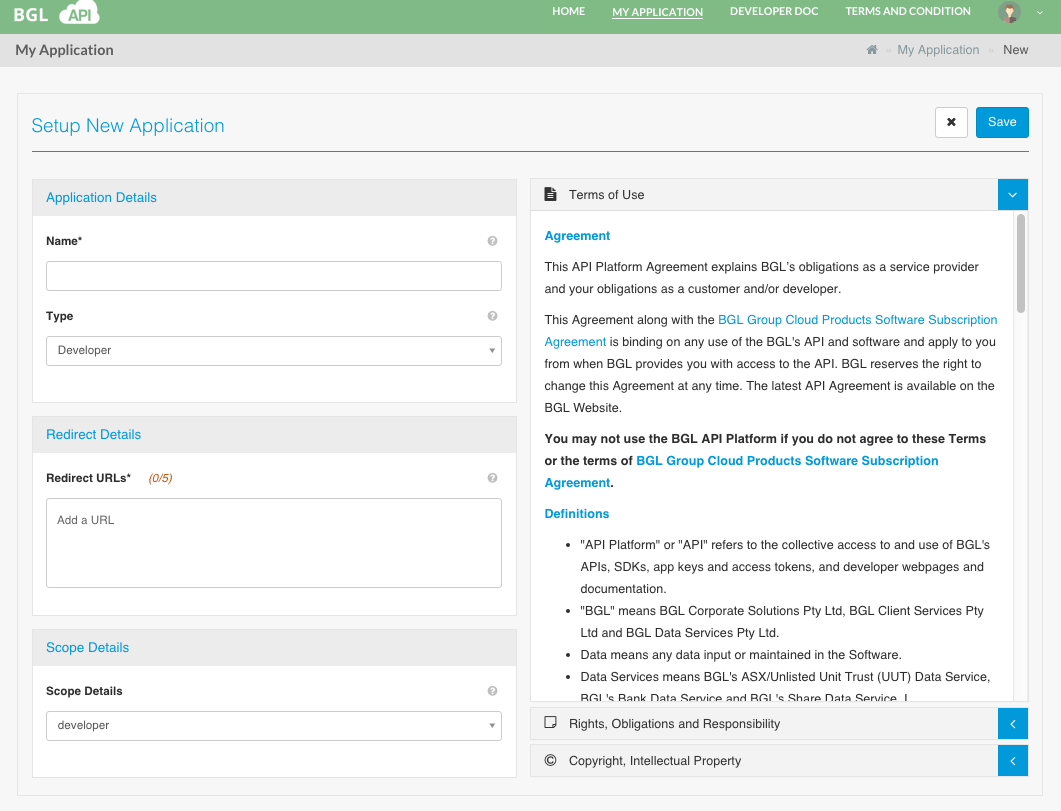 BGL API
HOME MY APPLICATION DEVELOPER DOC TERMS AND CONDITION
My Application
» My Application » New
Setup New Application
Save
Application Details
Name*
Type
Developer
Redirect Details
Redirect URLs* (0/5)
Add a URL
Scope Details
Scope Details
developer
Terms of Use
Agreement
This API Platform Agreement explains BGL's obligations as a service provider
and your obligations as a customer and/or developer.
This Agreement along with the BGL Group Cloud Products Software Subscription
Agreement is binding on any use of the BGL's API and software and apply to you
from when BGL provides you with access to the API. BGL reserves the right to
change this Agreement at any time. The latest API Agreement is available on the
BGL Website.
You may not use the BGL API Platform if you do not agree to these Terms
or the terms of BGL Group Cloud Products Software Subscription
Agreement.
Definitions
• "API Platform" or "API" refers to the collective access to and use of BGL's
APIs, SDKs, app keys and access tokens, and developer webpages and
documentation.
• "BGL" means BGL Corporate Solutions Pty Ltd, BGL Client Services Pty
Ltd and BGL Data Services Pty Ltd.
• Data means any data input or maintained in the Software.
• Data Services means BGL's ASX/Unlisted Unit Trust (UUT) Data Service,
BGL's Bank Data Service and BGL's Share Data Service.
Rights, Obligations and Responsibility
© Copyright, Intellectual Property